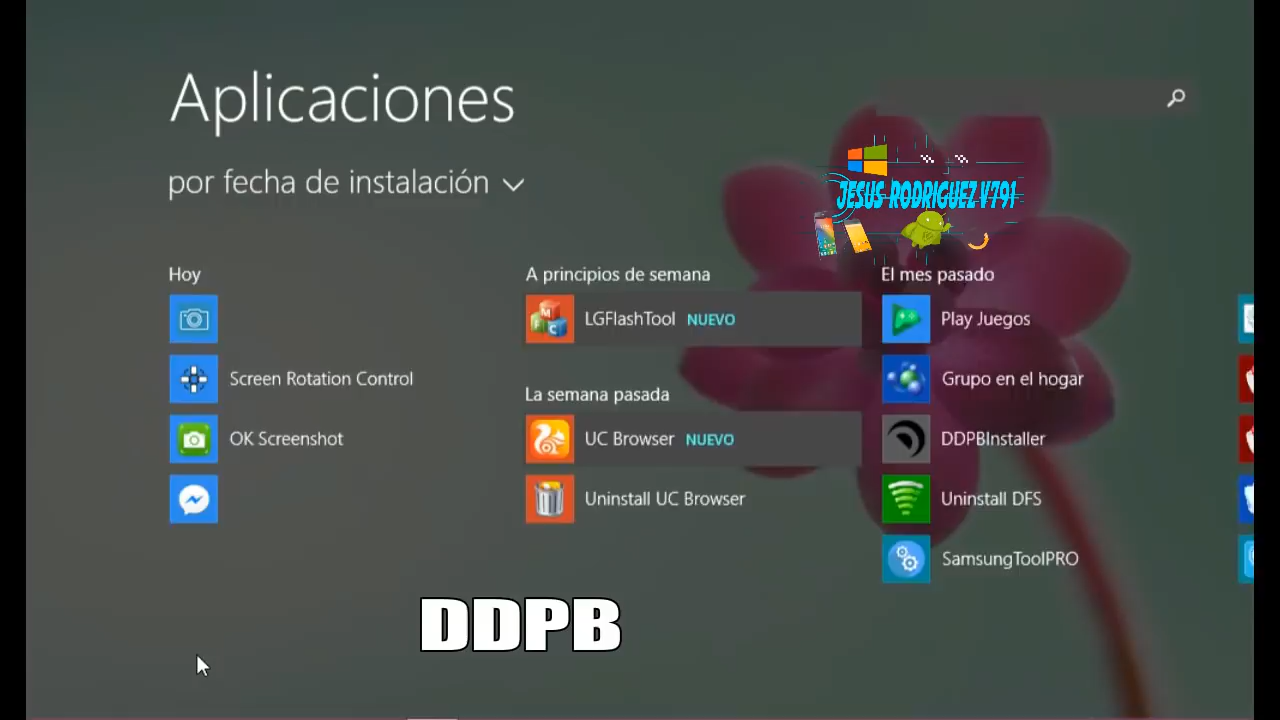 Aplicaciones
por fecha de instalación
JESUS RODRIGUEZ V791
Hoy
Screen Rotation Control
OK Screenshot
A principios de semana
LGFlashTool NUEVO
La semana pasada
UC Browser NUEVO
Uninstall UC Browser
El mes pasado
Play Juegos
Grupo en el hogar
DDPBInstaller
Uninstall DFS
SamsungToolPRO
DDPB